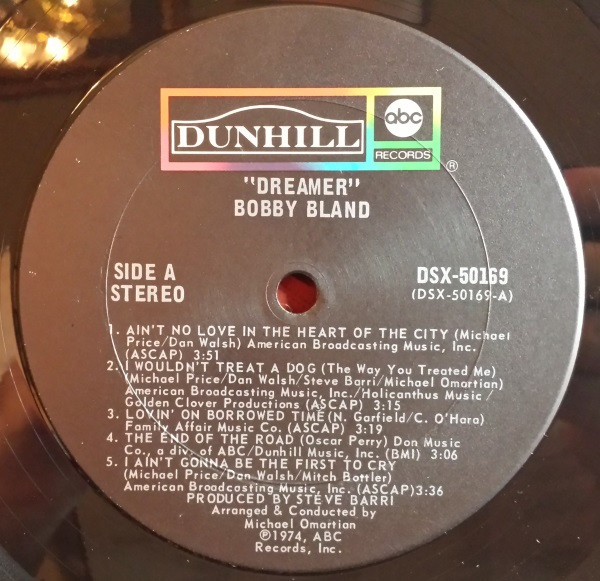 DUNHILL
abc
RECORDS
®
"DREAMER"
BOBBY BLAND
SIDE A
STEREO
DSX-50169
(DSX-50169-A)
1. AIN'T NO LOVE IN THE HEART OF THE CITY (Michael
Price/Dan Walsh) American Broadcasting Music, Inc.
(ASCAP) 3:51
2. I WOULDN'T TREAT A DOG (The Way You Treated Me)
(Michael Price/Dan Walsh/Steve Barri/Michael Omartian)
American Broadcasting Music, Inc./Holicanthus Music /
Golden Clover Productions (ASCAP) 3:15
3. LOVIN' ON BORROWED TIME (N. Garfield/C. O'Hara)
Family Affair Music Co. (ASCAP) 3:19
4. THE END OF THE ROAD (Oscar Perry) Don Music
Co., a div. of ABC/Dunhill Music, Inc. (BMI) 3:06
5. I AIN'T GONNA BE THE FIRST TO CRY
(Michael Price/Dan Walsh/Mitch Bottler)
American Broadcasting Music, Inc. (ASCAP)3:36
PRODUCED BY STEVE BARRI
Arranged & Conducted by
Michael Omartian
℗1974, ABC
Records, Inc.